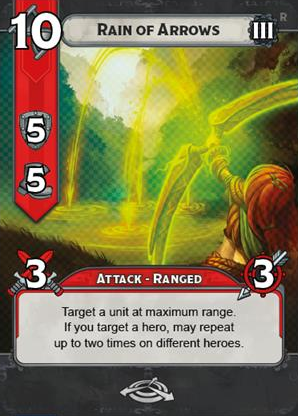 10
RAIN OF ARROWS
III
R
5
5
3
ATTACK - RANGED
3
Target a unit at maximum range.
If you target a hero, may repeat
up to two times on different heroes.